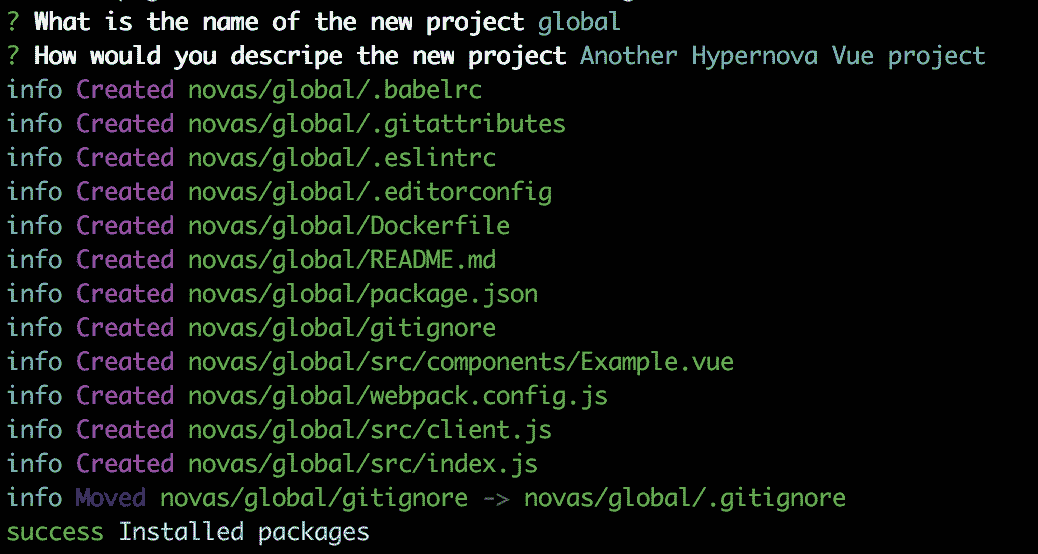 ? What is the name of the new project global
? How would you descripe the new project Another Hypernova Vue project
info Created novas/global/.babelrc
info Created novas/global/.gitattributes
info Created novas/global/.eslintrc
info Created novas/global/.editorconfig
info Created novas/global/Dockerfile
info Created novas/global/README.md
info Created novas/global/package.json
info Created novas/global/gitignore
info Created novas/global/src/components/Example.vue
info Created novas/global/webpack.config.js
info Created novas/global/src/client.js
info Created novas/global/src/index.js
info Moved novas/global/gitignore -> novas/global/.gitignore
success Installed packages